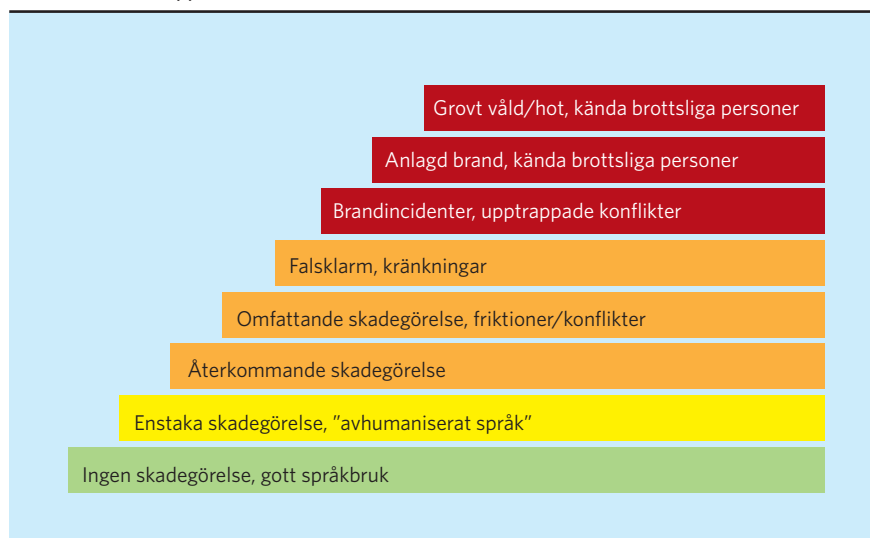 Grovt våld/hot, kända brottsliga personer
Anlagd brand, kända brottsliga personer
Brandincidenter, upptrappade konflikter
Falsklarm, kränkningar
Omfattande skadegörelse, friktioner/konflikter
Återkommande skadegörelse
Enstaka skadegörelse, ”avhumaniserat språk”
Ingen skadegörelse, gott språkbruk